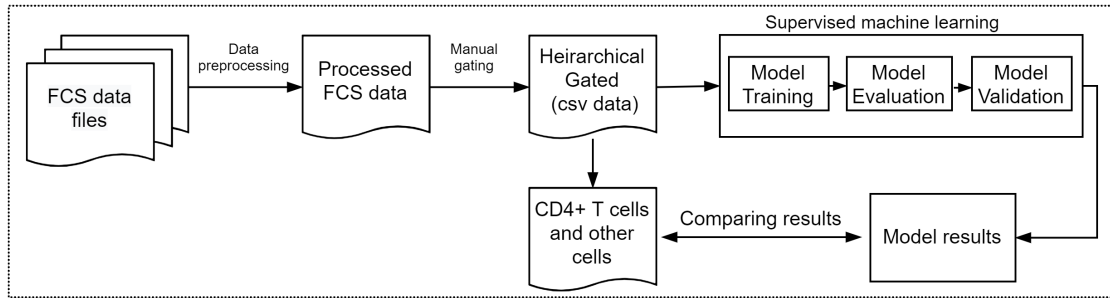 Supervised machine learning
FCS data
files
Data
preprocessing
Processed
FCS data
Manual
gating
Heirarchical
Gated
(csv data)
Model
Training
Model
Evaluation
Model
Validation
CD4+ T cells
and other
cells
Comparing results
Model results